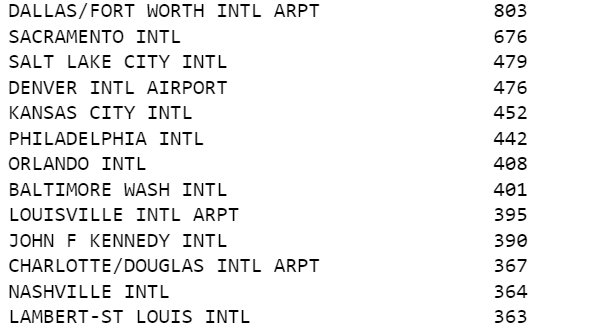 DALLAS/FORT WORTH INTL ARPT 803
SACRAMENTO INTL 676
SALT LAKE CITY INTL 479
DENVER INTL AIRPORT 476
KANSAS CITY INTL 452
PHILADELPHIA INTL 442
ORLANDO INTL 408
BALTIMORE WASH INTL 401
LOUISVILLE INTL ARPT 395
JOHN F KENNEDY INTL 390
CHARLOTTE/DOUGLAS INTL ARPT 367
NASHVILLE INTL 364
LAMBERT-ST LOUIS INTL 363